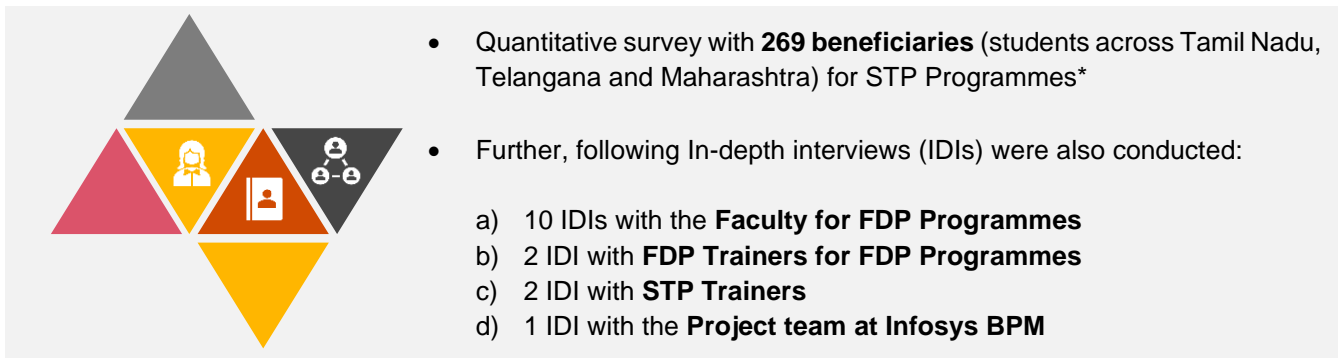 • Quantitative survey with 269 beneficiaries (students across Tamil Nadu,
Telangana and Maharashtra) for STP Programmes*
• Further, following In-depth interviews (IDIs) were also conducted:
a) 10 IDIs with the Faculty for FDP Programmes
b) 2 IDI with FDP Trainers for FDP Programmes
c) 2 IDI with STP Trainers
d) 1 IDI with the Project team at Infosys BPM